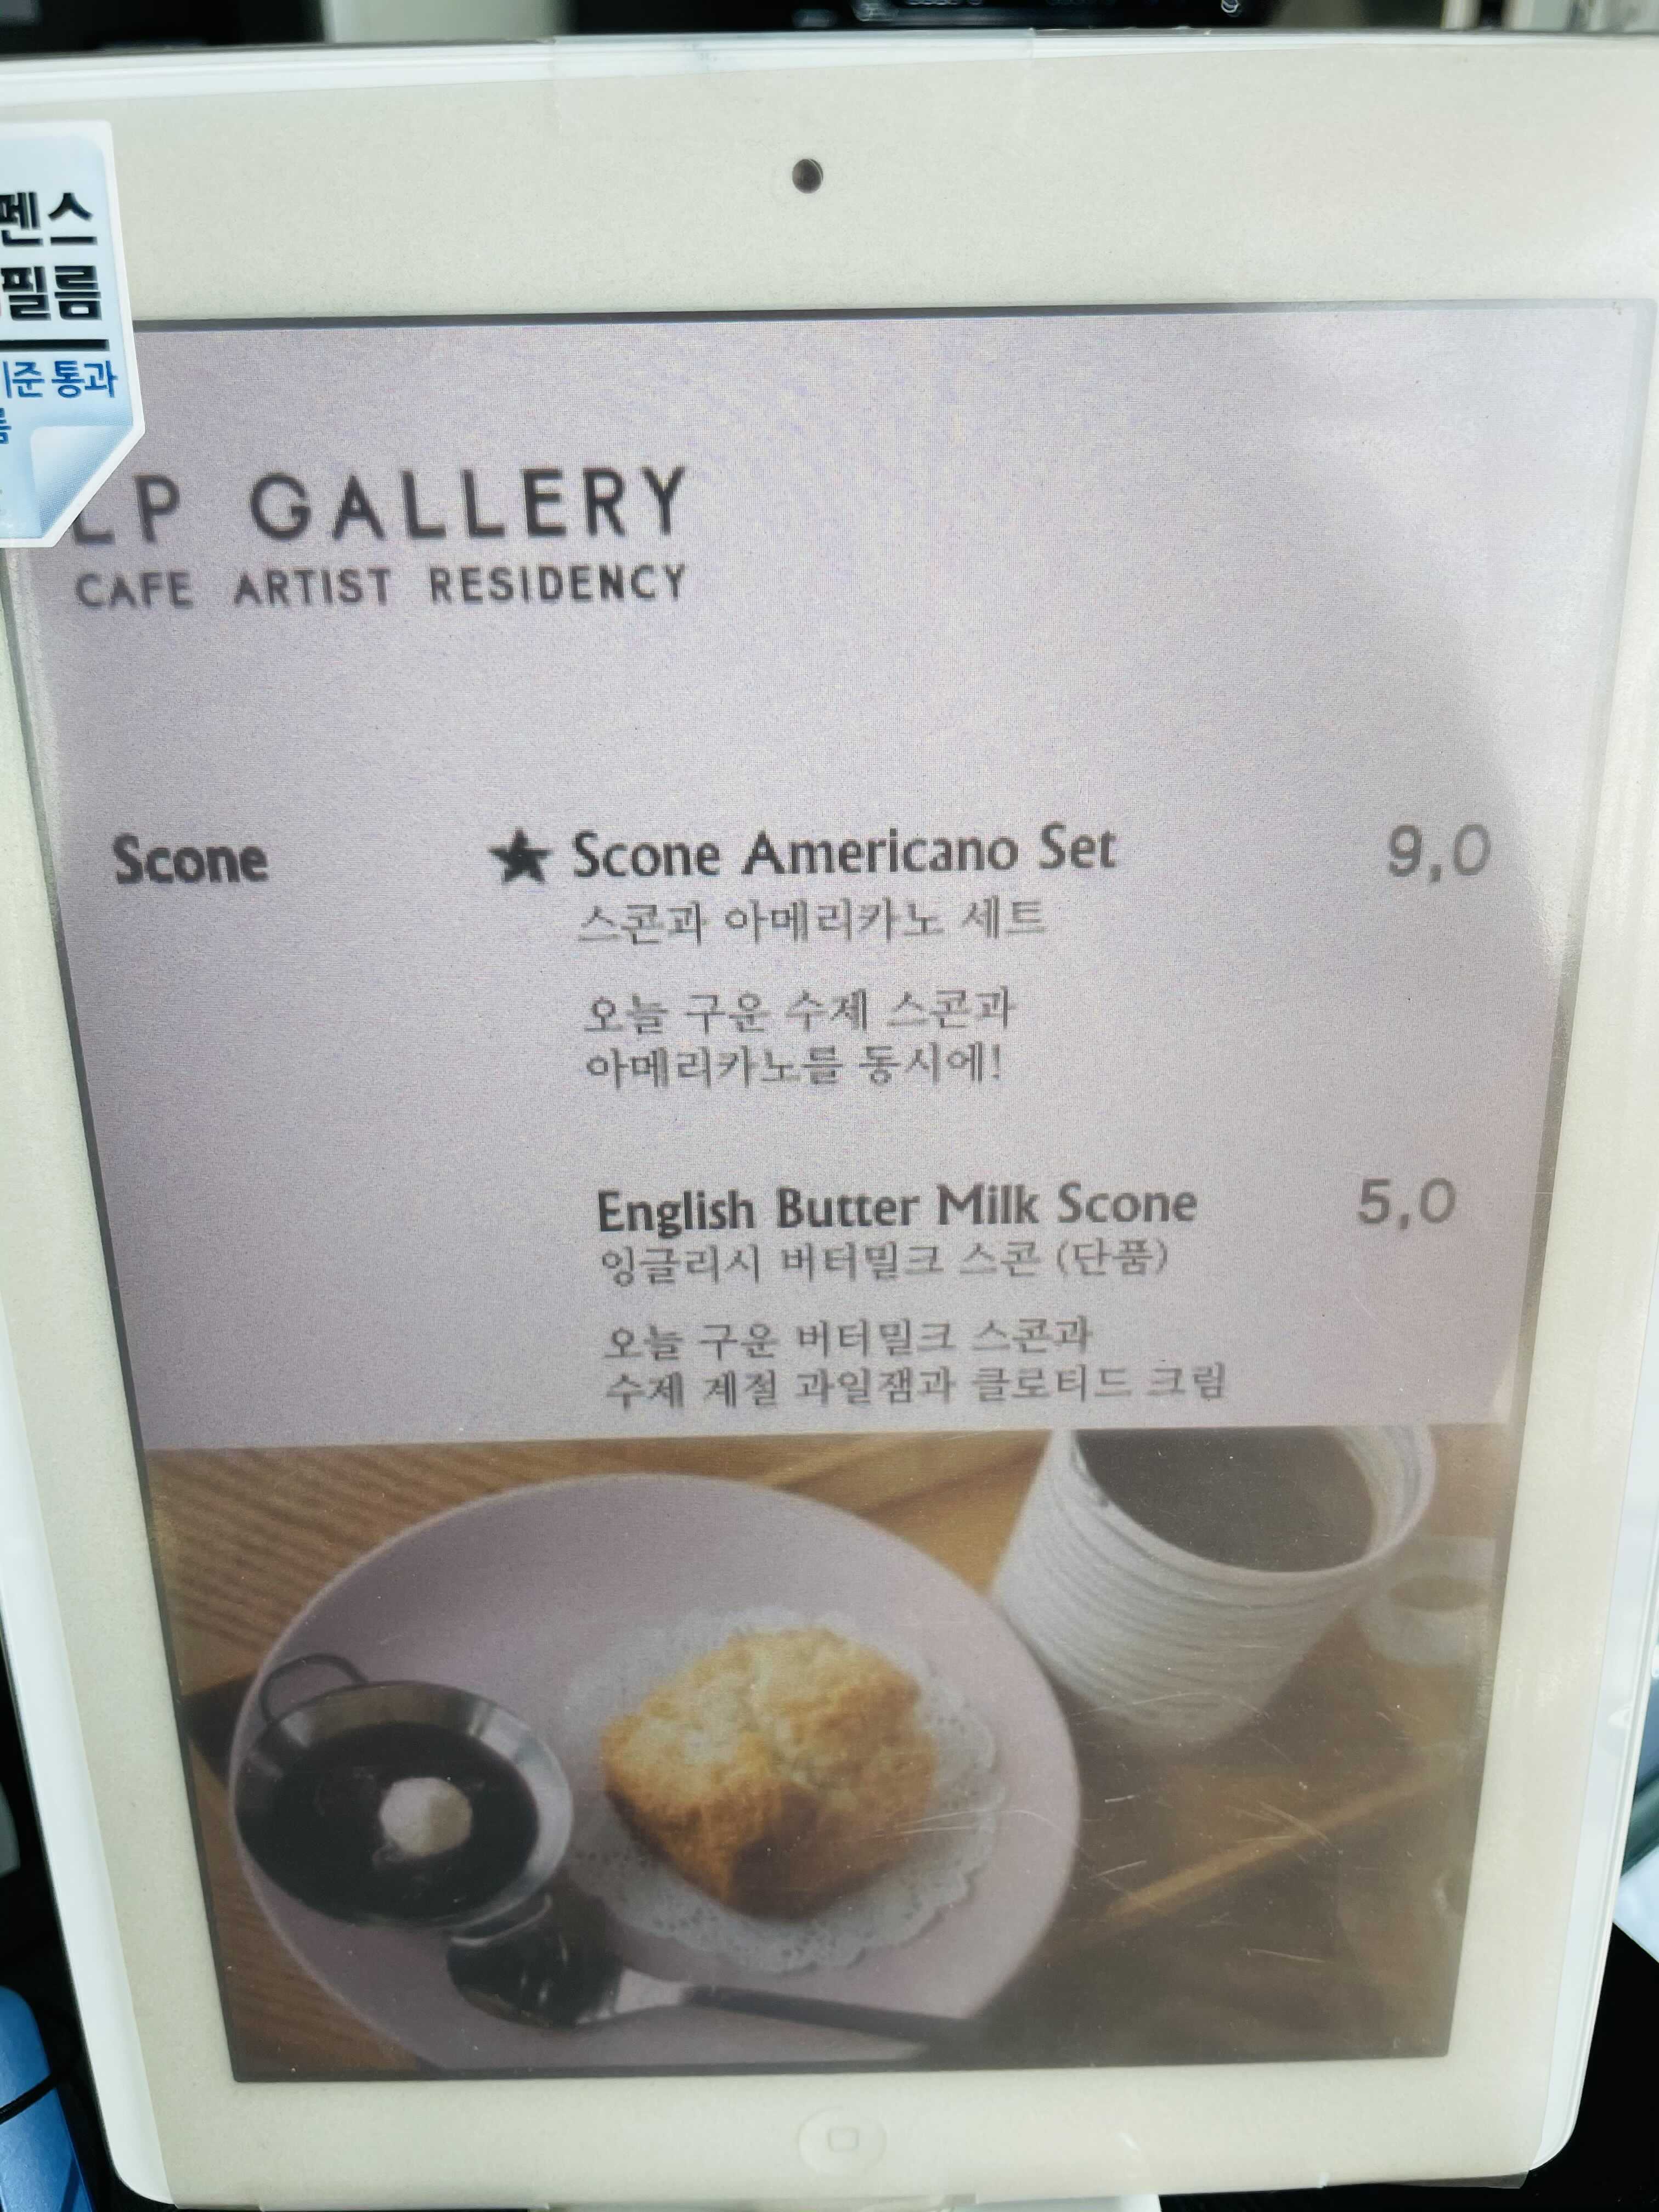 펜스
필름
기준 통과
LP GALLERY
CAFE ARTIST RESIDENCY
Scone
★ Scone Americano Set 9,0
스콘과 아메리카노 세트
오늘 구운 수제 스콘과
아메리카노를 동시에!
English Butter Milk Scone 5,0
잉글리시 버터밀크 스콘 (단품)
오늘 구운 버터밀크 스콘과
수제 계절 과일잼과 클로티드 크림